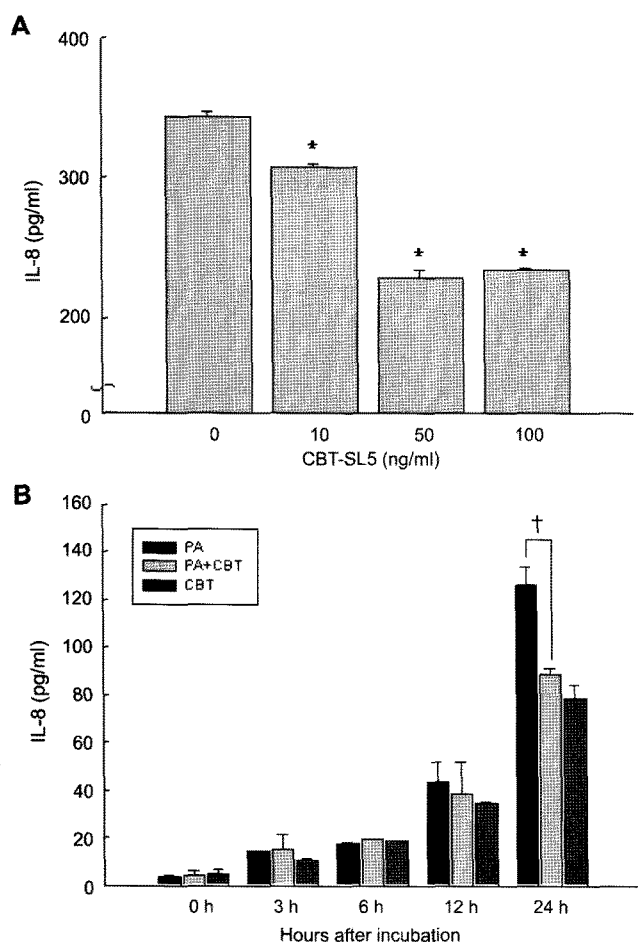 A
400
300
200
0
IL-8 (pg/ml)
*
*
*
0 10 50 100
CBT-SL5 (ng/ml)
B
160
140
120
100
80
60
40
20
0
IL-8 (pg/ml)
PA
PA+CBT
CBT
†
0 h 3 h 6 h 12 h 24 h
Hours after incubation